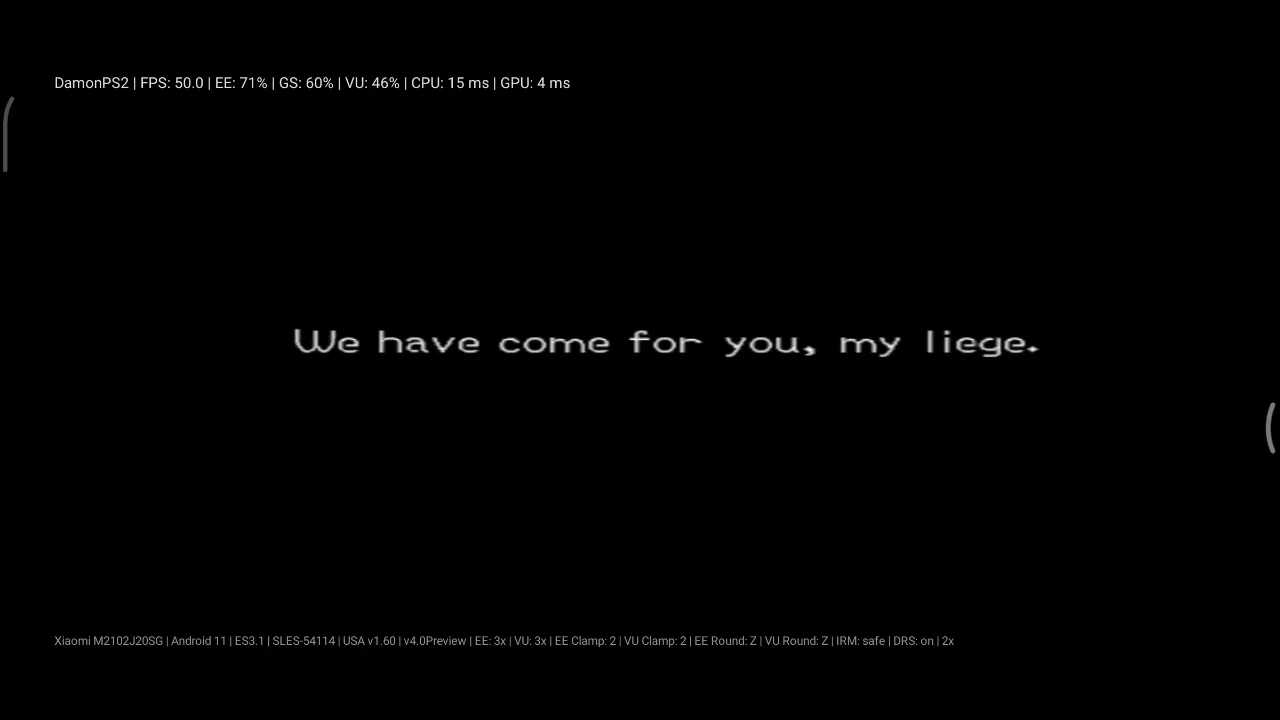 DamonPS2 | FPS: 50.0 | EE: 71% | GS: 60% | VU: 46% | CPU: 15 ms | GPU: 4 ms
We have come for you, my liege.
Xiaomi M2102J20SG | Android 11 | ES3.1 | SLES-54114 | USA v1.60 | v4.0Preview | EE: 3x | VU: 3x | EE Clamp: 2 | VU Clamp: 2 | EE Round: Z | VU Round: Z | IRM: safe | DRS: on | 2x